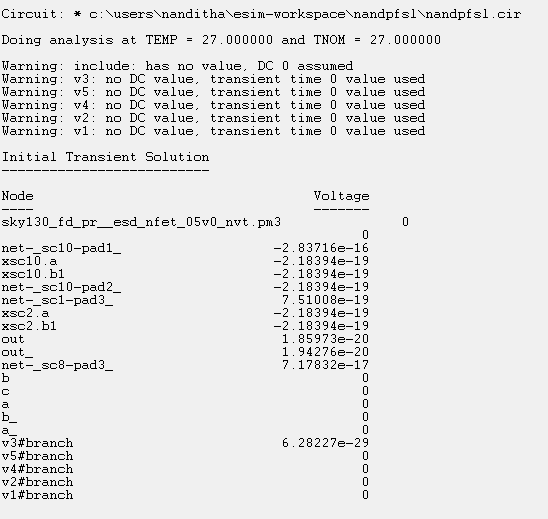 Circuit: * c:\users\nanditha\esim-workspace\nandpfsl\nandpfsl.cir
Doing analysis at TEMP = 27.000000 and TNOM = 27.000000
Warning: include: has no value, DC 0 assumed
Warning: v3: no DC value, transient time 0 value used
Warning: v5: no DC value, transient time 0 value used
Warning: v4: no DC value, transient time 0 value used
Warning: v2: no DC value, transient time 0 value used
Warning: v1: no DC value, transient time 0 value used
Initial Transient Solution
--------------------------
Node Voltage
---- -------
sky130_fd_pr__esd_nfet_05v0_nvt.pm3 0
0
net-_sc10-pad1_ -2.83716e-16
xsc10.a -2.18394e-19
xsc10.b1 -2.18394e-19
net-_sc10-pad2_ -2.18394e-19
net-_sc1-pad3_ 7.51008e-19
xsc2.a -2.18394e-19
xsc2.b1 -2.18394e-19
out 1.85973e-20
out_ 1.94276e-20
net-_sc8-pad3_ 7.17832e-17
b 0
c 0
a 0
b_ 0
a_ 0
v3#branch 6.28227e-29
v5#branch 0
v4#branch 0
v2#branch 0
v1#branch 0